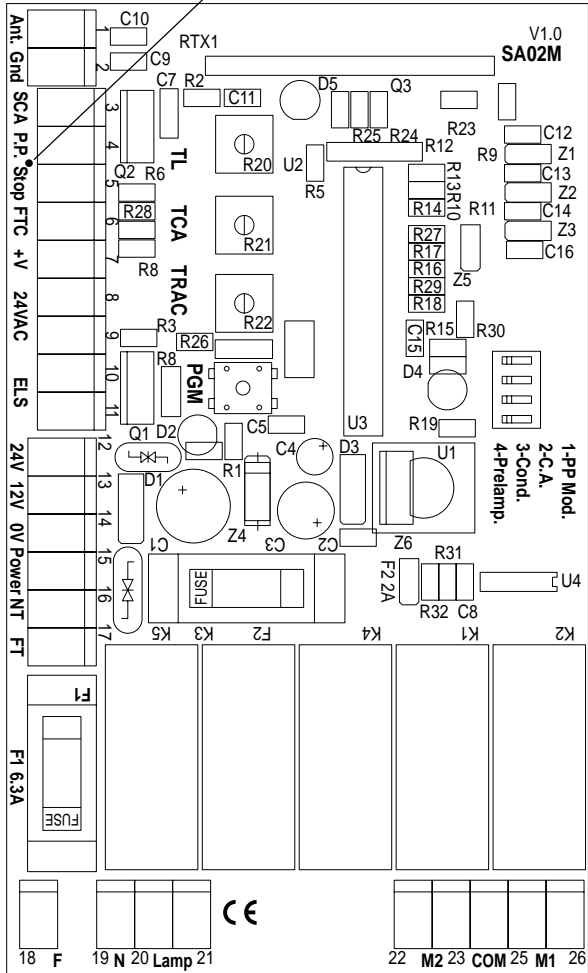 V1.0
SA02M
RTX1
Ant. Gnd
1
2
C10
C9
SCA P.P. Stop FTC +V 24VAC ELS
3
4
5
6
7
8
9
10
11
C7
R2
C11
D5
Q3
R25
R24
R12
R23
C12
R9
Z1
C13
Z2
C14
Z3
C16
Q2
R6
TL
R20
U2
R5
R13
R10
R14
R11
R28
R8
TCA
R21
R27
R17
R16
R29
R18
Z5
TRAC
R22
R3
R26
C15
R15
R30
D4
R8
PGM
C5
U3
R19
1-PP Mod.
2-C.A.
3-Cond.
4-Prelamp.
24V 12V 0V Power NT FT
12
13
14
15
16
17
Q1
D2
D1
R1
C4
D3
U1
C1
Z4
C3
C2
Z6
FUSE
F2 2A
R31
R32
C8
U4
K5
K3
F2
K4
K1
K2
F1
F1 6.3A
FUSE
CE
18 F
19 N 20 Lamp 21
22 M2 23 COM 25 M1 26